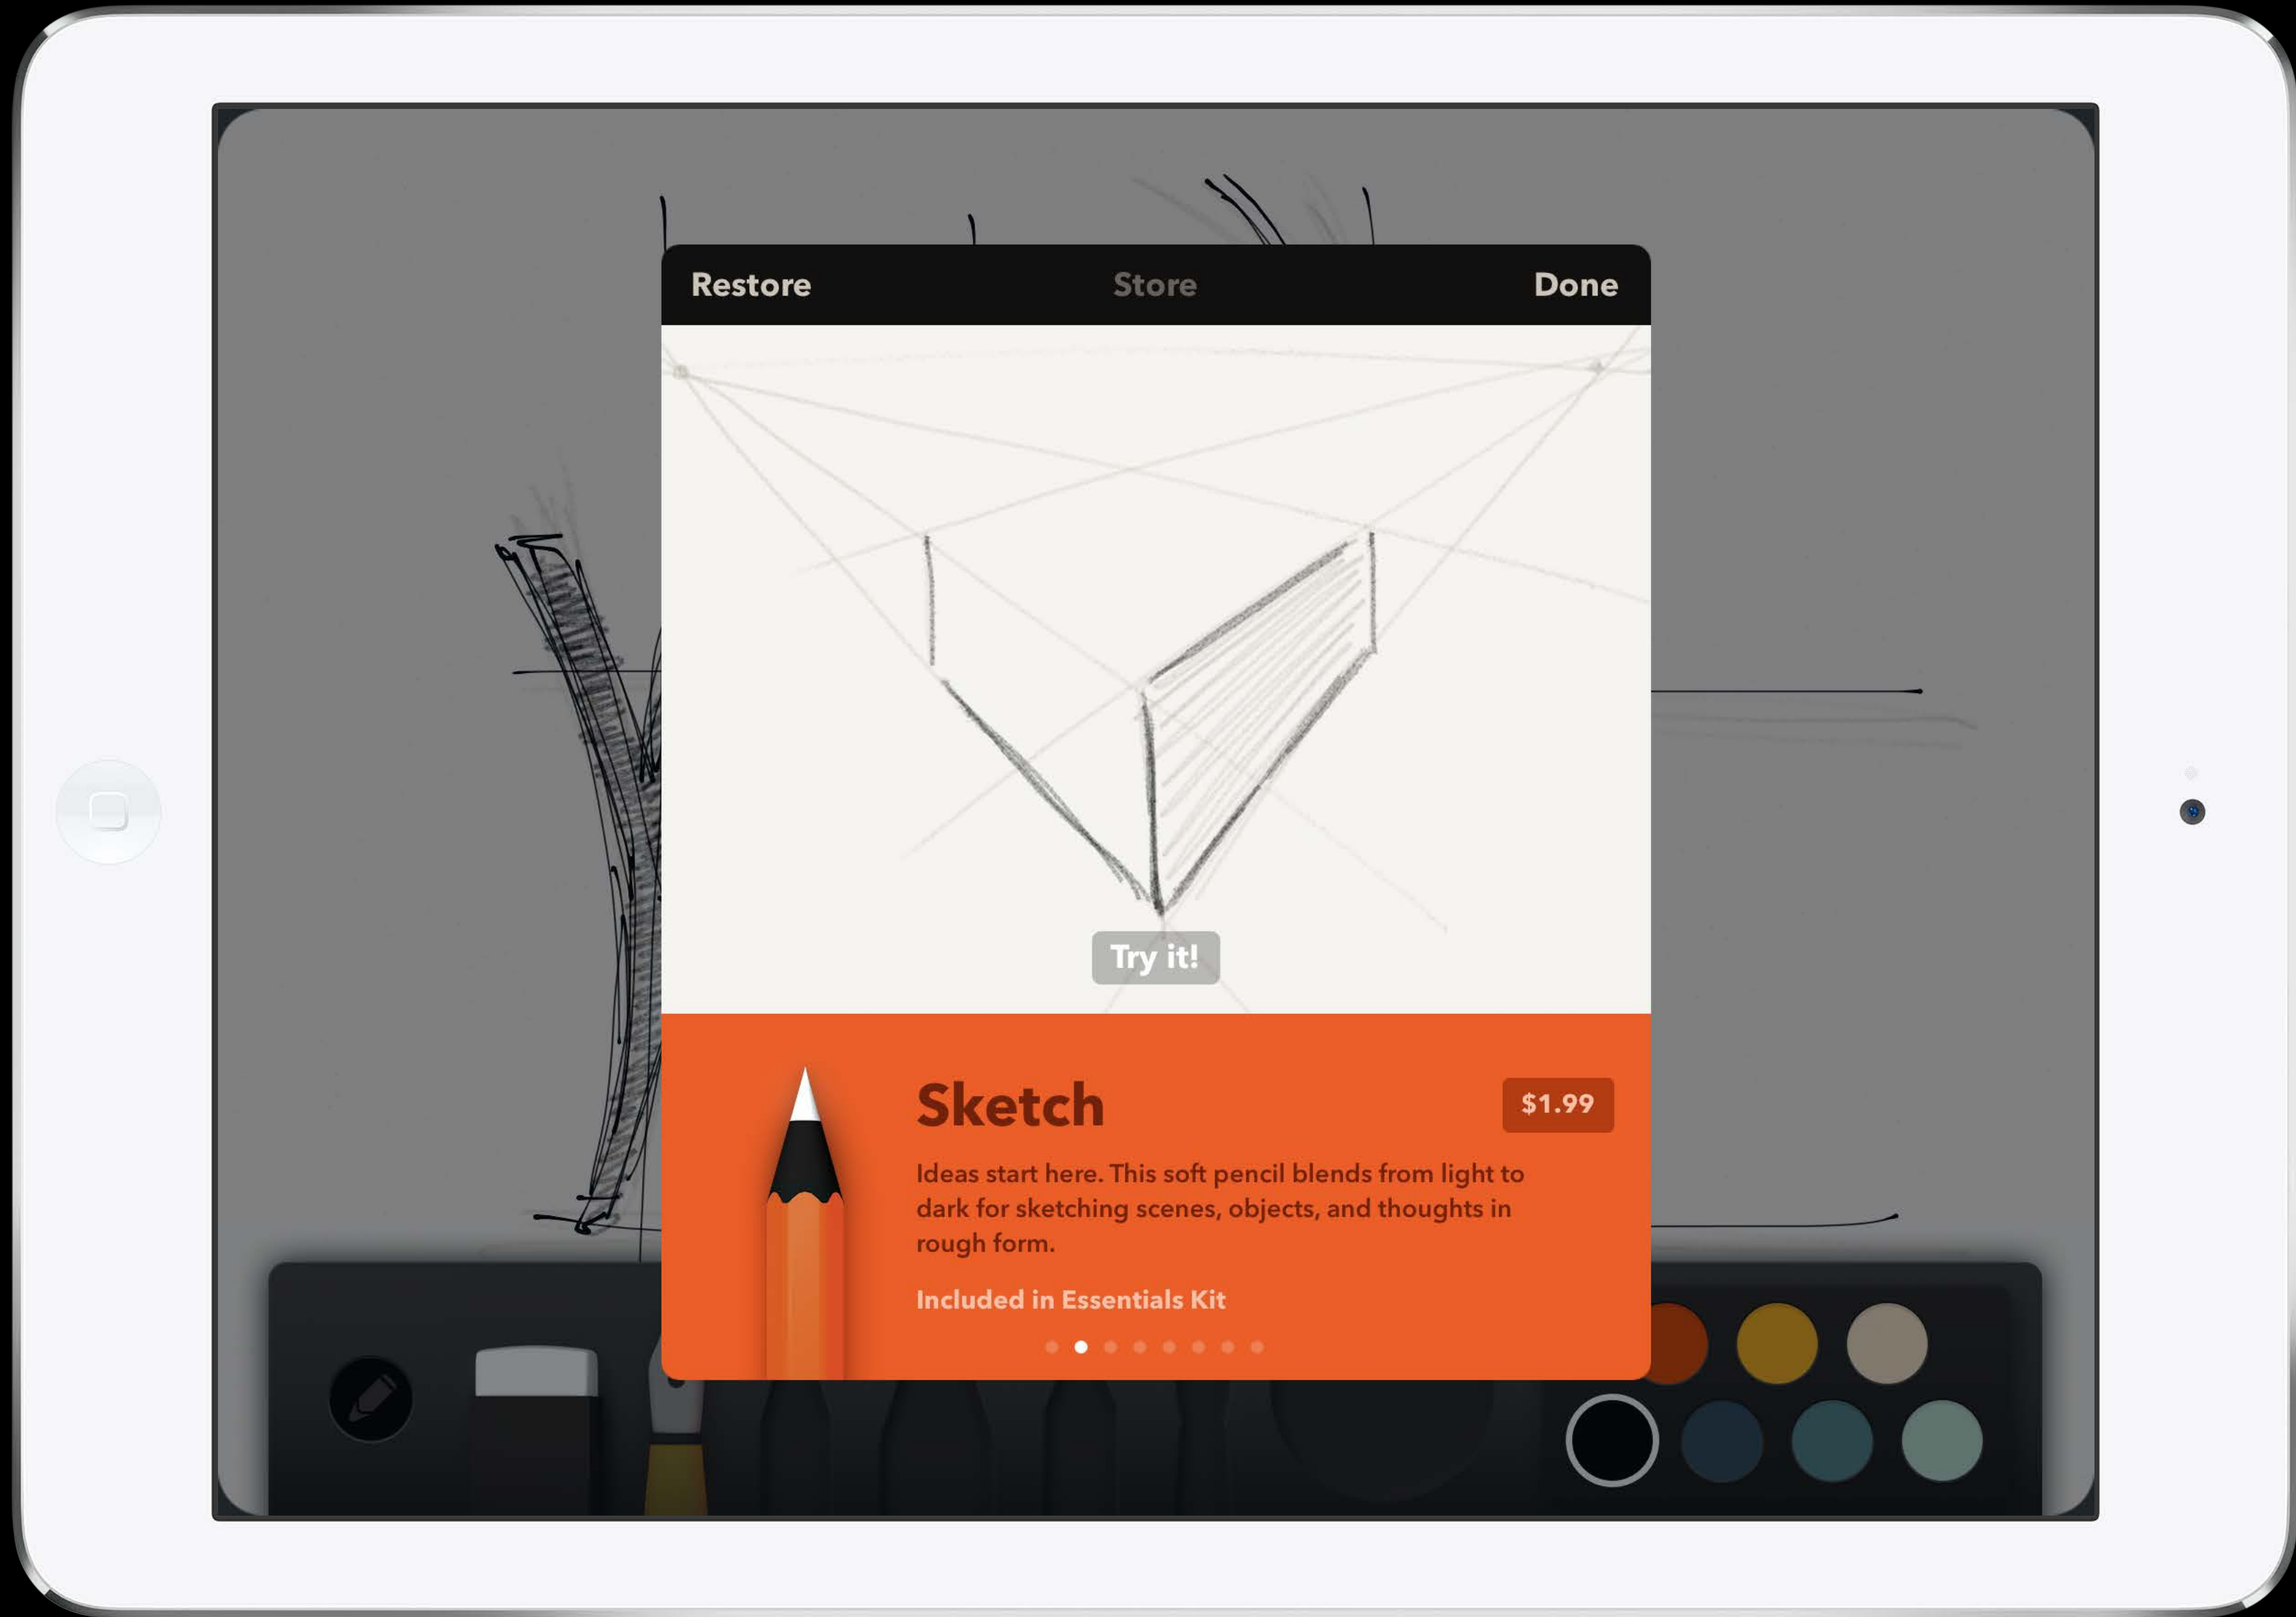 Restore Store Done
Try it!
Sketch
$1.99
Ideas start here. This soft pencil blends from light to
dark for sketching scenes, objects, and thoughts in
rough form.
Included in Essentials Kit